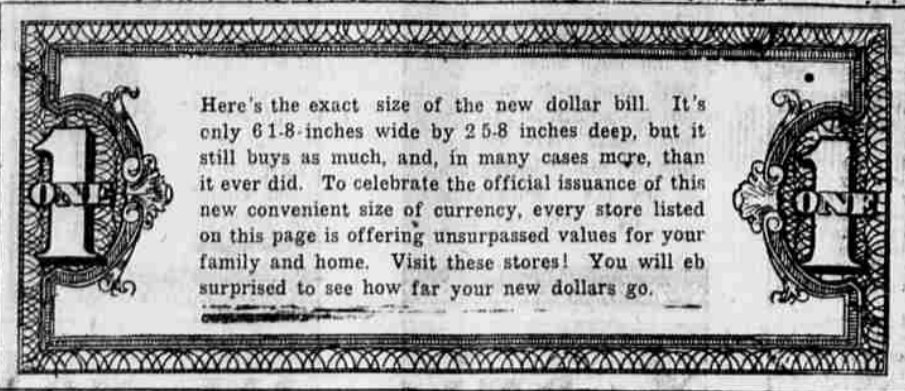 Here's the exact size of the new dollar bill. It's
only 6 1-8 inches wide by 2 5-8 inches deep, but it
still buys as much, and, in many cases more, than
it ever did. To celebrate the official issuance of this
new convenient size of currency, every store listed
on this page is offering unsurpassed values for your
family and home. Visit these stores! You will eb
surprised to see how far your new dollars go.
1
ONE
1
ONE